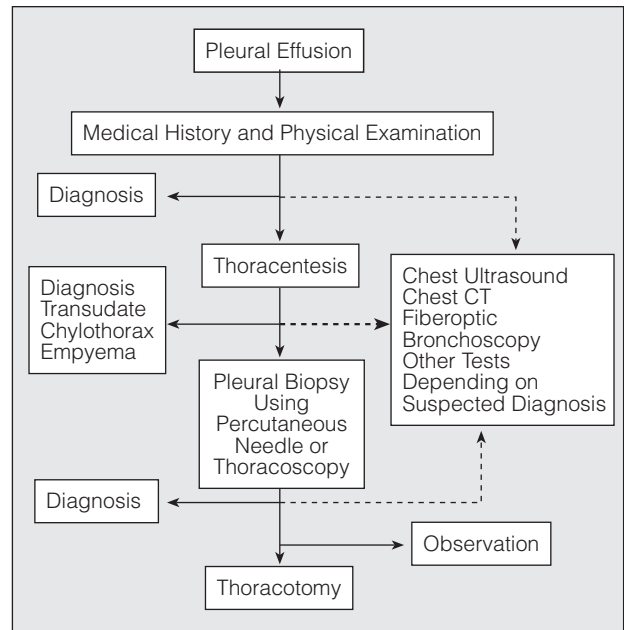 Pleural Effusion
Medical History and Physical Examination
Diagnosis
Thoracentesis
Diagnosis
Transudate
Chylothorax
Empyema
Chest Ultrasound
Chest CT
Fiberoptic
Bronchoscopy
Other Tests
Depending on
Suspected Diagnosis
Pleural Biopsy
Using
Percutaneous
Needle or
Thoracoscopy
Diagnosis
Observation
Thoracotomy